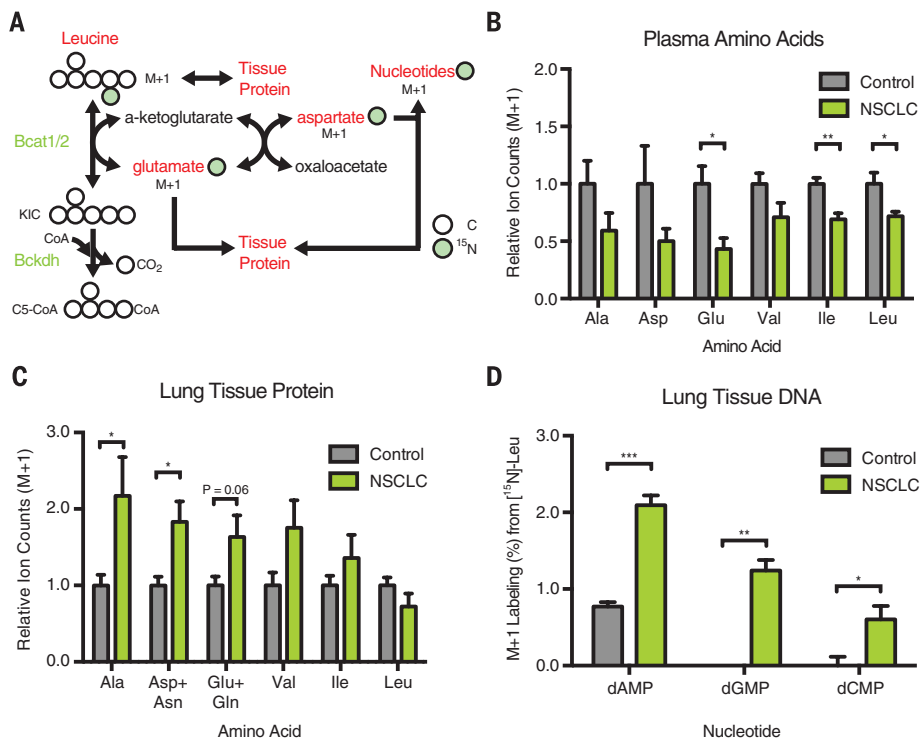 A
Leucine
M+1
Tissue
Protein
Nucleotides
M+1
a-ketoglutarate
aspartate
M+1
Bcat1/2
glutamate
M+1
oxaloacetate
KIC
CoA
Bckdh
CO2
Tissue
Protein
C
15N
C5-CoA
CoA
B
Plasma Amino Acids
Relative Ion Counts (M+1)
2.0
1.5
1.0
0.5
0.0
Control
NSCLC
*
**
*
Ala Asp Glu Val Ile Leu
Amino Acid
C
Lung Tissue Protein
Relative Ion Counts (M+1)
3.0
2.0
1.0
0.0
Control
NSCLC
*
*
P = 0.06
Ala Asp+ Glu+ Val Ile Leu
Asn Gln
Amino Acid
D
Lung Tissue DNA
M+1 Labeling (%) from [15N]-Leu
3.0
2.0
1.0
0.0
Control
NSCLC
***
**
*
dAMP dGMP dCMP
Nucleotide